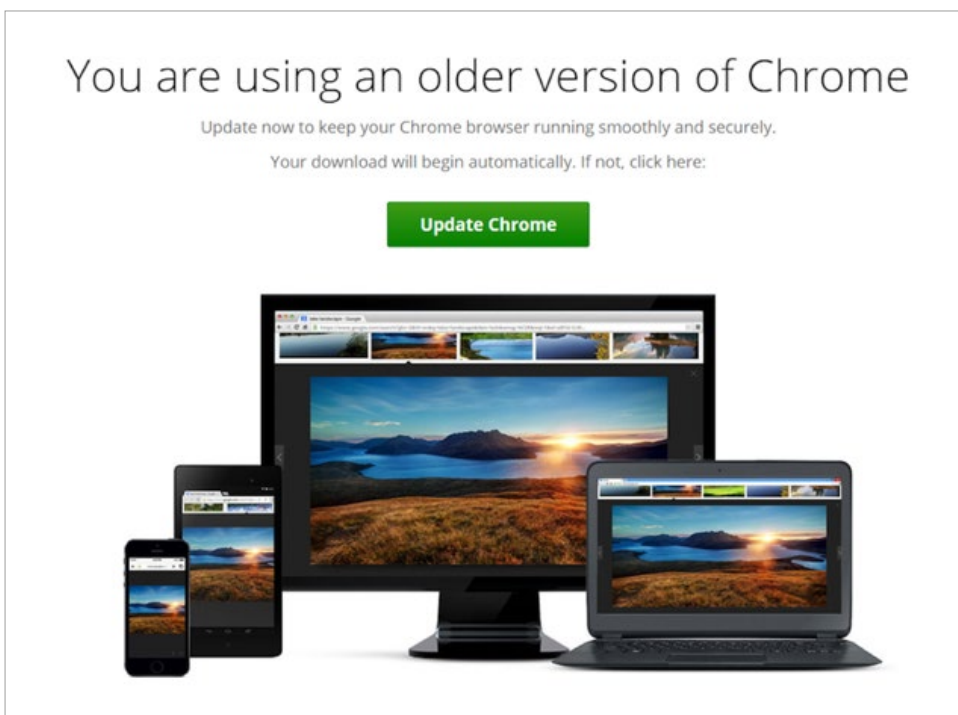 You are using an older version of Chrome
Update now to keep your Chrome browser running smoothly and securely.
Your download will begin automatically. If not, click here:
Update Chrome